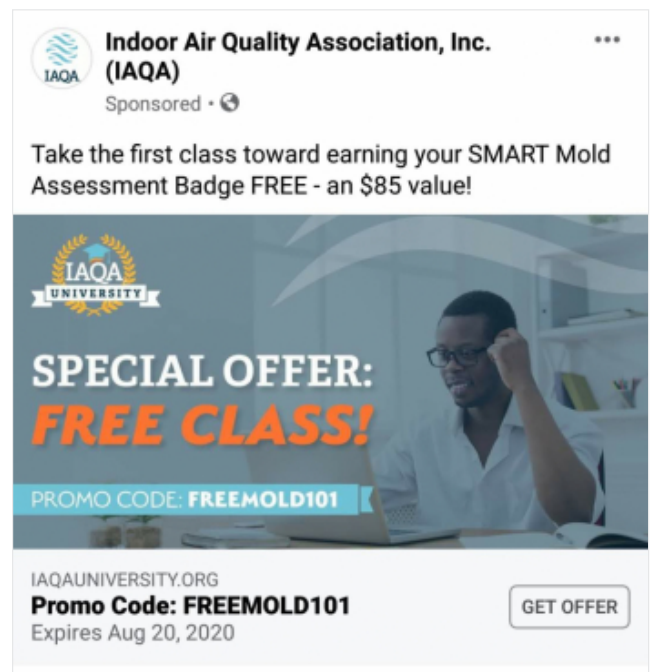 Indoor Air Quality Association, Inc.
(IAQA)
IAQA
Sponsored •
Take the first class toward earning your SMART Mold
Assessment Badge FREE - an $85 value!
IAQA
UNIVERSITY
SPECIAL OFFER:
FREE CLASS!
PROMO CODE: FREEMOLD101
IAQAUNIVERSITY.ORG
Promo Code: FREEMOLD101
Expires Aug 20, 2020
GET OFFER